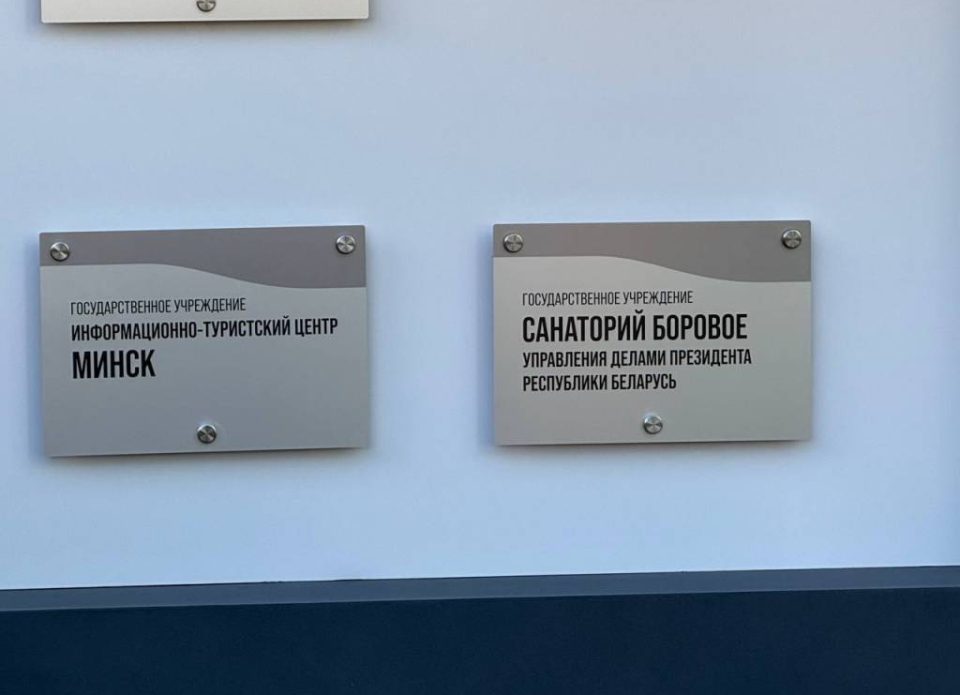 ГОСУДАРСТВЕННОЕ УЧРЕЖДЕНИЕ
ИНФОРМАЦИОННО-ТУРИСТСКИЙ ЦЕНТР
МИНСК
ГОСУДАРСТВЕННОЕ УЧРЕЖДЕНИЕ
САНАТОРИЙ БОРОВОЕ
УПРАВЛЕНИЯ ДЕЛАМИ ПРЕЗИДЕНТА
РЕСПУБЛИКИ БЕЛАРУСЬ